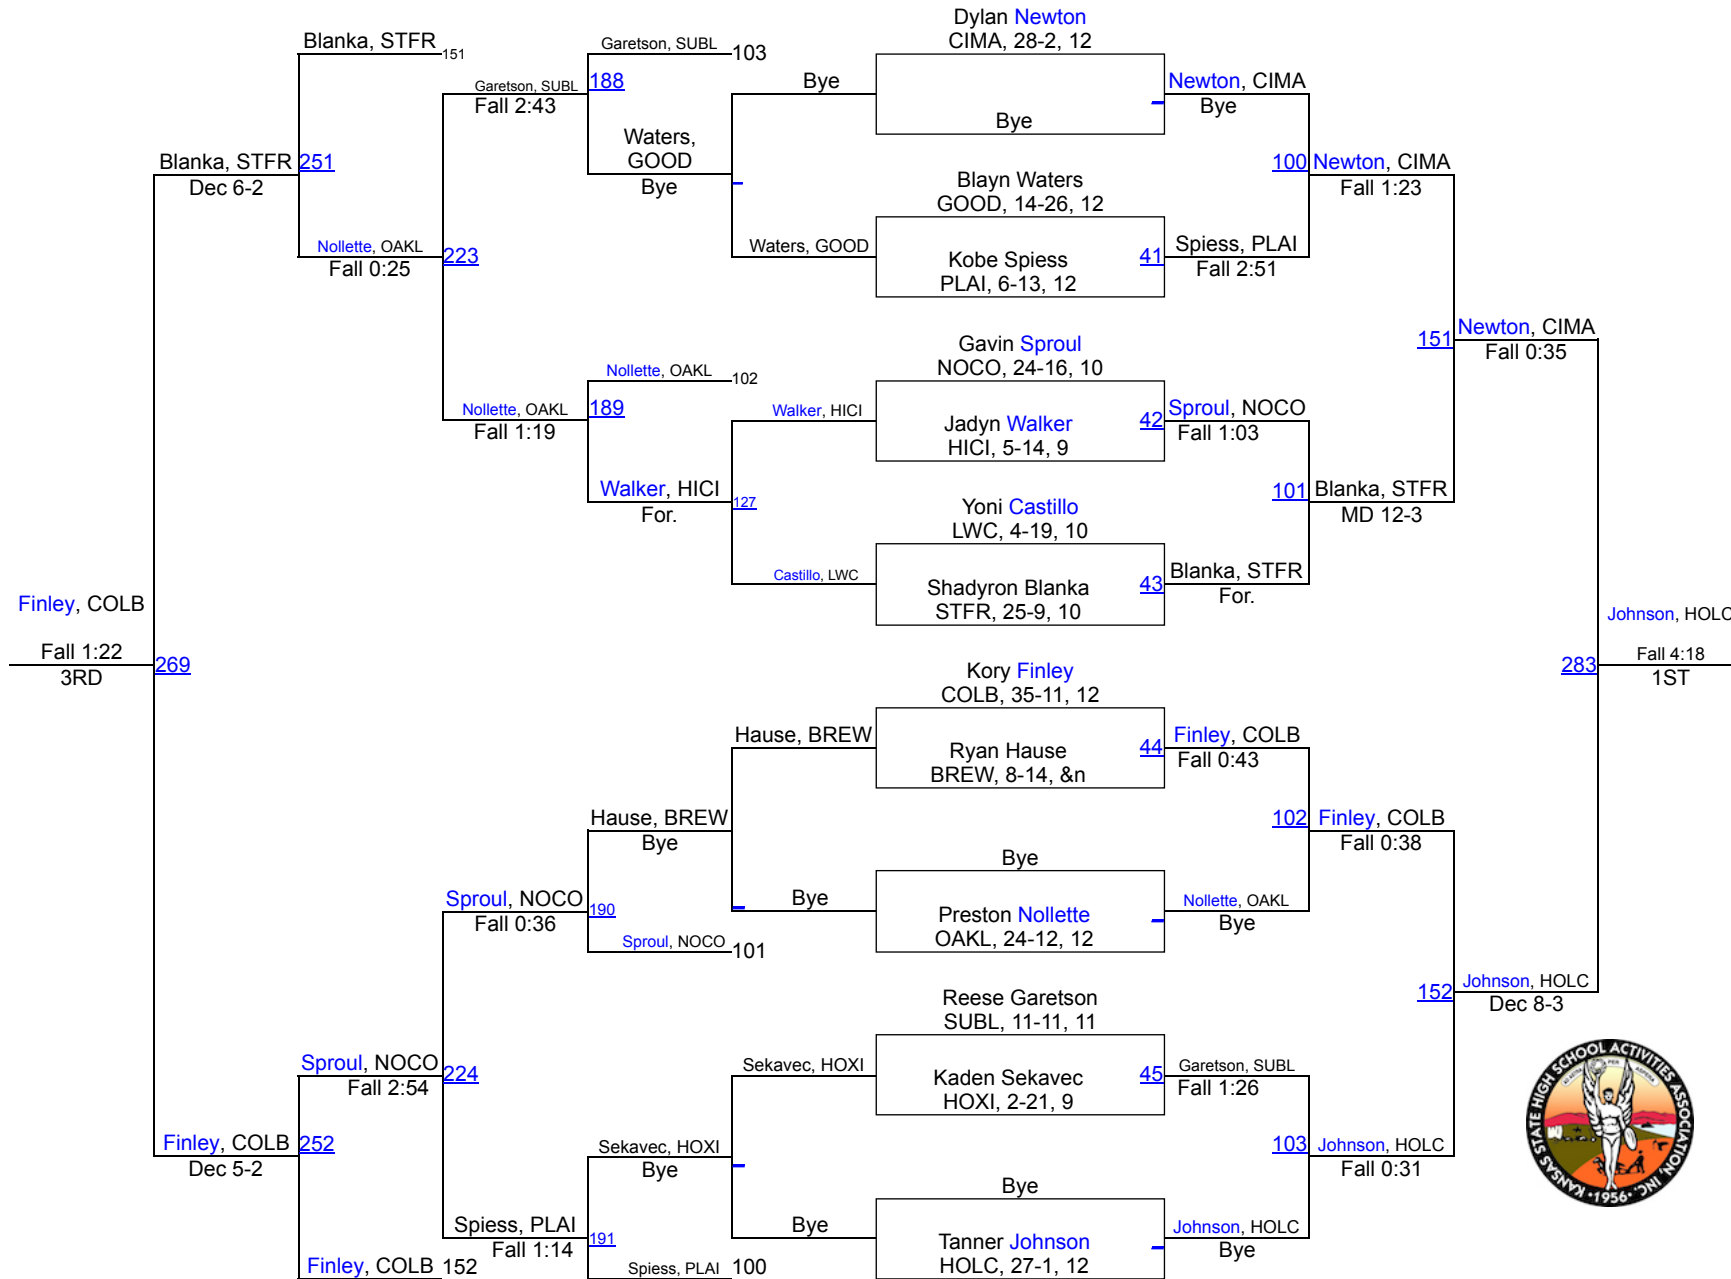 Dylan Newton
CIMA, 28-2, 12
Bye
Blayn Waters
GOOD, 14-26, 12
Kobe Spiess
PLAI, 6-13, 12
41
Gavin Sproul
NOCO, 24-16, 10
Jadyn Walker
HICI, 5-14, 9
42
Yoni Castillo
LWC, 4-19, 10
Shadyron Blanka
STFR, 25-9, 10
43
Kory Finley
COLB, 35-11, 12
Ryan Hause
BREW, 8-14, &n
44
Bye
Preston Nollette
OAKL, 24-12, 12
Reese Garetson
SUBL, 11-11, 11
Kaden Sekavec
HOXI, 2-21, 9
45
Bye
Tanner Johnson
HOLC, 27-1, 12
Newton, CIMA
Bye
Spiess, PLAI
Fall 2:51
100
Sproul, NOCO
Fall 1:03
Blanka, STFR
For.
101
Finley, COLB
Fall 0:43
Nollette, OAKL
Bye
102
Garetson, SUBL
Fall 1:26
Johnson, HOLC
Bye
103
Newton, CIMA
Fall 1:23
Blanka, STFR
MD 12-3
151
Finley, COLB
Fall 0:38
Johnson, HOLC
Fall 0:31
152
Newton, CIMA
Fall 0:35
Johnson, HOLC
Dec 8-3
283
Johnson, HOLC
Fall 4:18
1ST
Bye
Waters, GOOD
Walker, HICI
Castillo, LWC
127
Hause, BREW
Bye
Sekavec, HOXI
Bye
Garetson, SUBL
103
Waters,
GOOD
Bye
188
Nollette, OAKL
102
Walker, HICI
For.
189
Hause, BREW
Bye
Sproul, NOCO
101
190
Sekavec, HOXI
Bye
Spiess, PLAI
100
191
Garetson, SUBL
Fall 2:43
Nollette, OAKL
Fall 1:19
223
Sproul, NOCO
Fall 0:36
Spiess, PLAI
Fall 1:14
224
Blanka, STFR
151
Nollette, OAKL
Fall 0:25
251
Sproul, NOCO
Fall 2:54
Finley, COLB
152
252
Blanka, STFR
Dec 6-2
Finley, COLB
Dec 5-2
269
Finley, COLB
Fall 1:22
3RD
KANSAS STATE HIGH SCHOOL ACTIVITIES ASSOCIATION, INC.
•1956•
AD ASTRA PER ASPERA